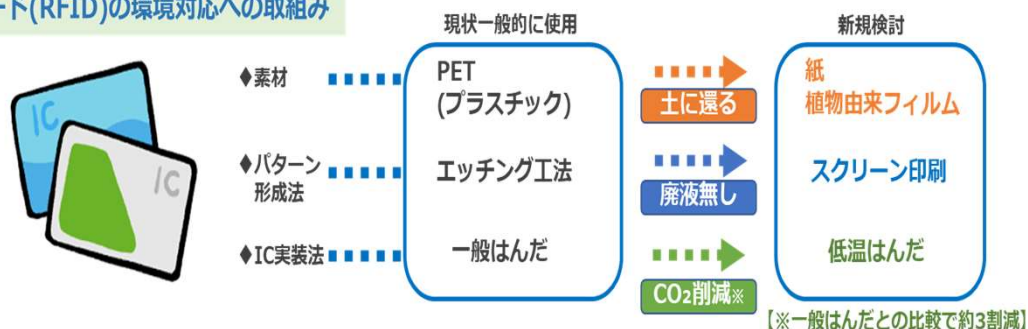 ード(RFID)の環境対応への取組み
現状一般的に使用
新規検討
◆素材
PET
(プラスチック)
土に還る
紙
植物由来フィルム
IC
IC
◆パターン
形成法
エッチング工法
廃液無し
スクリーン印刷
◆IC実装法
一般はんだ
CO₂削減※
低温はんだ
【※一般はんだとの比較で約3割減】